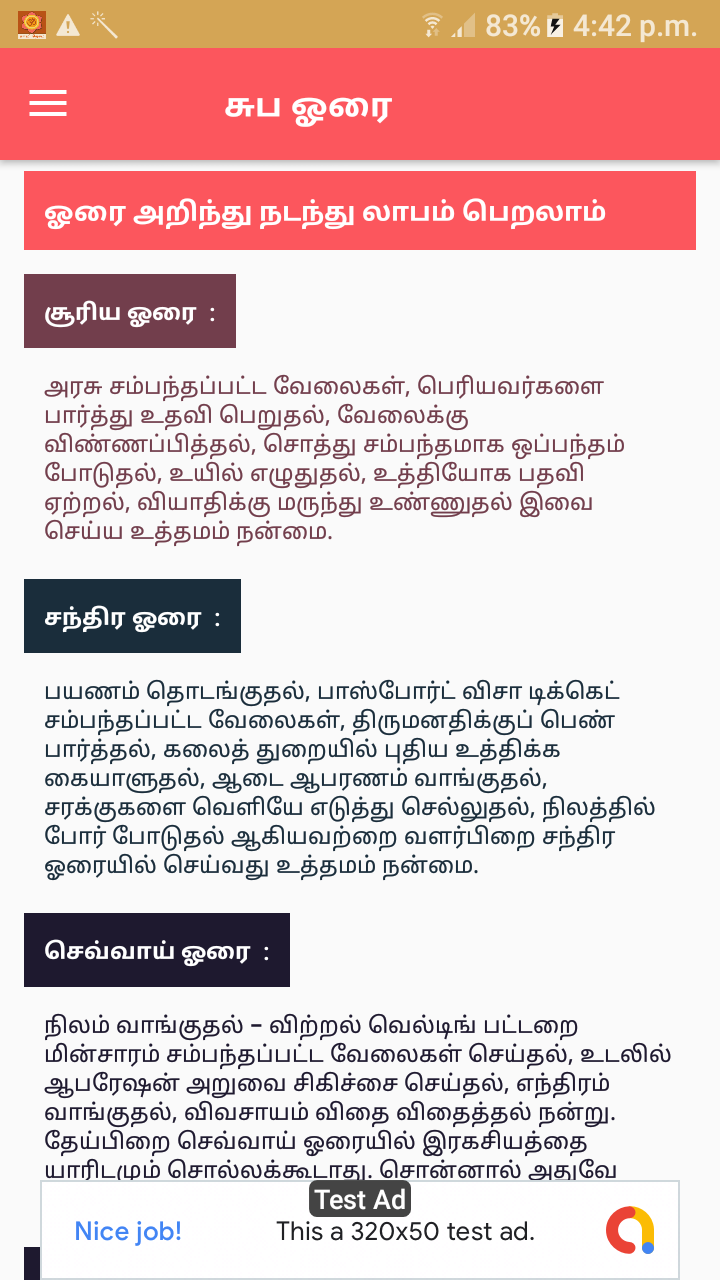 83% 4:42 p.m.
சுப ஓரை
ஓரை அறிந்து நடந்து லாபம் பெறலாம்
சூரிய ஓரை :
அரசு சம்பந்தப்பட்ட வேலைகள், பெரியவர்களை
பார்த்து உதவி பெறுதல், வேலைக்கு
விண்ணப்பித்தல், சொத்து சம்பந்தமாக ஒப்பந்தம்
போடுதல், உயில் எழுதுதல், உத்தியோக பதவி
ஏற்றல், வியாதிக்கு மருந்து உண்ணுதல் இவை
செய்ய உத்தமம் நன்மை.
சந்திர ஓரை :
பயணம் தொடங்குதல், பாஸ்போர்ட் விசா டிக்கெட்
சம்பந்தப்பட்ட வேலைகள், திருமனதிக்குப் பெண்
பார்த்தல், கலைத் துறையில் புதிய உத்திக்க
கையாளுதல், ஆடை ஆபரணம் வாங்குதல்,
சரக்குகளை வெளியே எடுத்து செல்லுதல், நிலத்தில்
போர் போடுதல் ஆகியவற்றை வளர்பிறை சந்திர
ஓரையில் செய்வது உத்தமம் நன்மை.
செவ்வாய் ஓரை :
நிலம் வாங்குதல் – விற்றல் வெல்டிங் பட்டறை
மின்சாரம் சம்பந்தப்பட்ட வேலைகள் செய்தல், உடலில்
ஆபரேஷன் அறுவை சிகிச்சை செய்தல், எந்திரம்
வாங்குதல், விவசாயம் விதை விதைத்தல் நன்று.
தேய்பிறை செவ்வாய் ஓரையில் இரகசியத்தை
யாரிடமும் சொல்லக்கூடாது. சொன்னால் அதுவே
Test Ad
Nice job! This a 320x50 test ad.